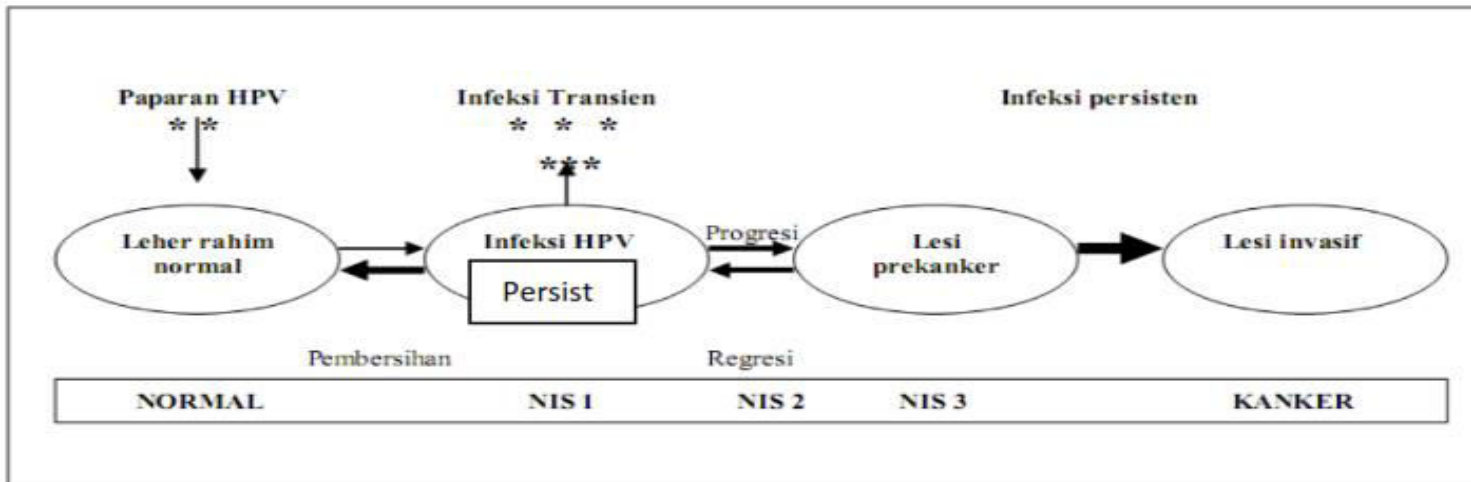 Paparan HPV
* *
Infeksi Transien
* * *
***
Infeksi persisten
Leher rahim
normal
Infeksi HPV
Persist
Progresi
Lesi
prekanker
Lesi invasif
Pembersihan
Regresi
NORMAL
NIS 1
NIS 2
NIS 3
KANKER